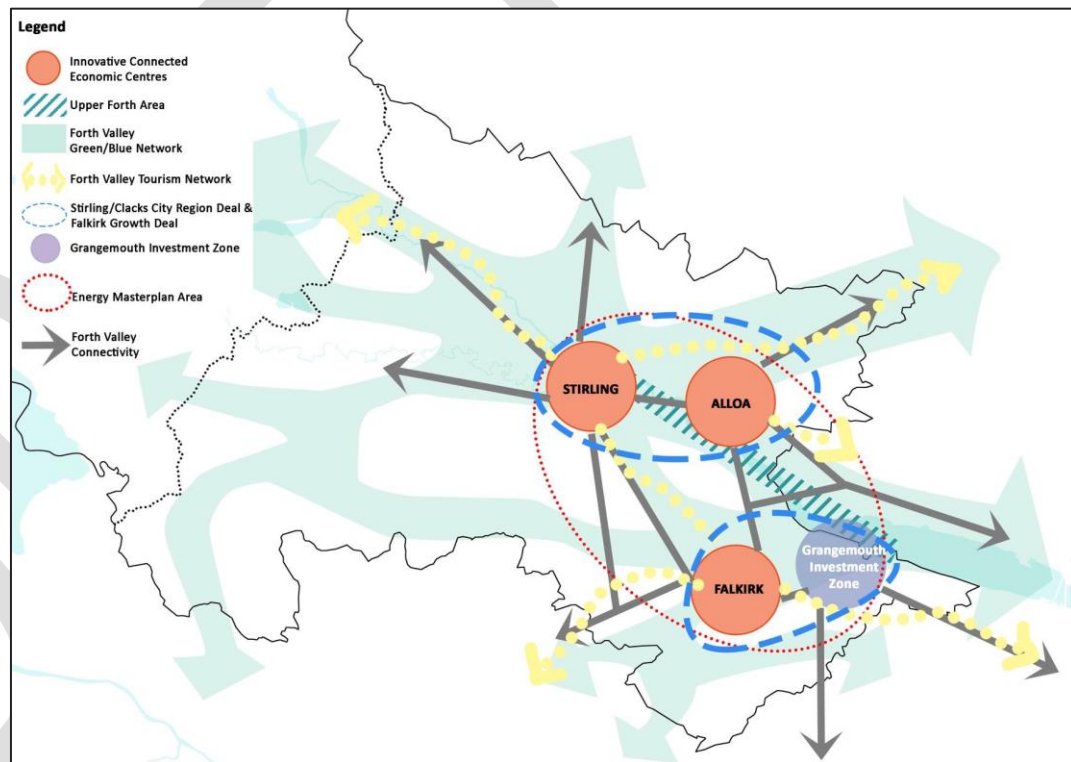 Legend
Innovative Connected
Economic Centres
Upper Forth Area
Forth Valley
Green/Blue Network
Forth Valley Tourism Network
Stirling/Clacks City Region Deal &
Falkirk Growth Deal
Grangemouth Investment Zone
Energy Masterplan Area
Forth Valley
Connectivity
STIRLING
ALLOA
Grangemouth
Investment
Zone
FALKIRK